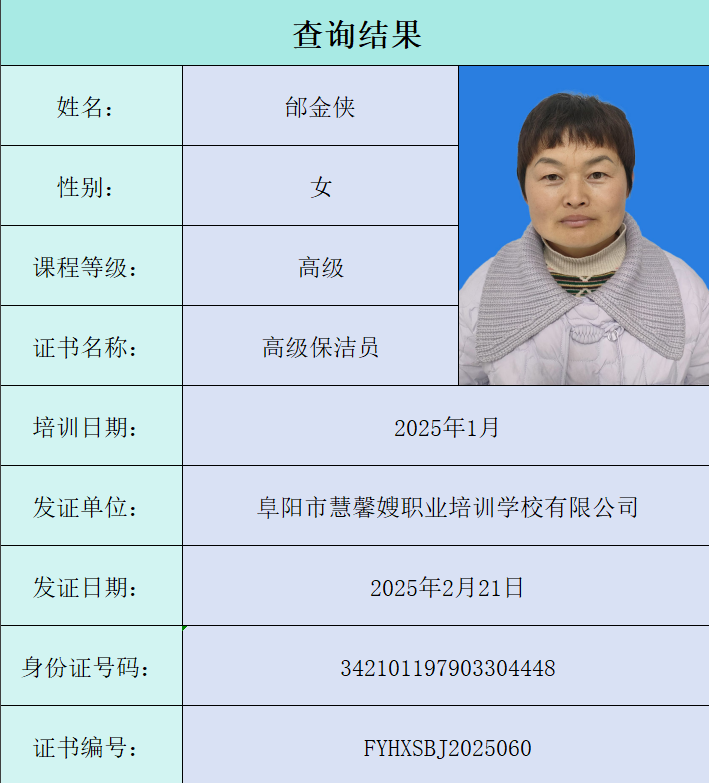 查询结果
姓名： 邰金侠
性别： 女
课程等级： 高级
证书名称： 高级保洁员
培训日期： 2025年1月
发证单位： 阜阳市慧馨嫂职业培训学校有限公司
发证日期： 2025年2月21日
身份证号码： 342101197903304448
证书编号： FYHXSBJ2025060